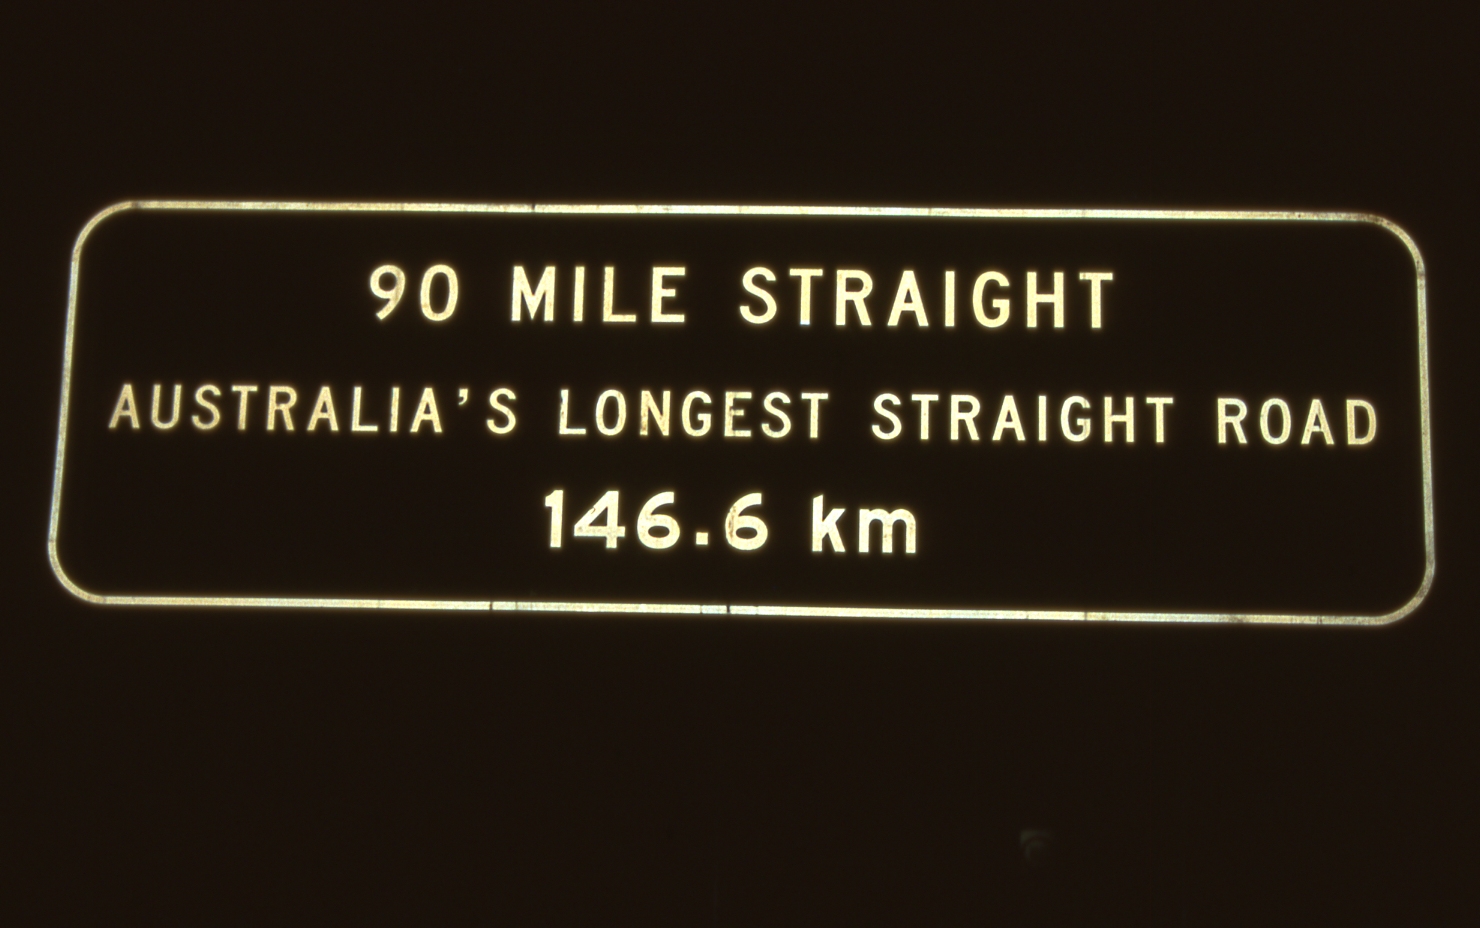 90 MILE STRAIGHT
AUSTRALIA'S LONGEST STRAIGHT ROAD
146.6 km